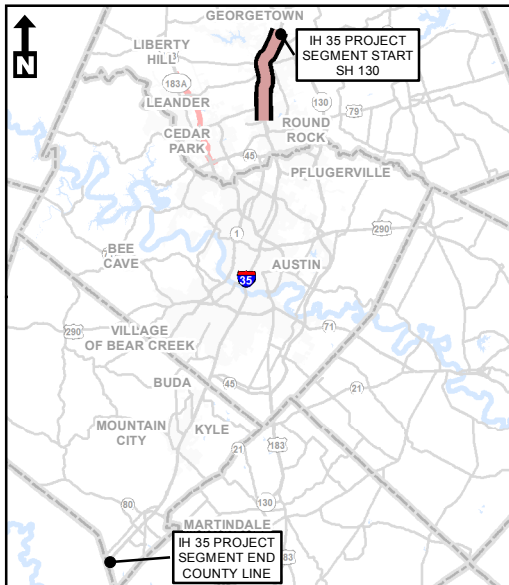 GEORGETOWN
N
IH 35 PROJECT
SEGMENT START
SH 130
LIBERTY
HILL
183A
LEANDER
130
79
CEDAR
PARK
ROUND
ROCK
45
PFLUGERVILLE
1
290
BEE
CAVE
AUSTIN
35
71
290
VILLAGE
OF BEAR CREEK
BUDA
45
21
MOUNTAIN
CITY
KYLE
21
183
80
130
MARTINDALE
IH 35 PROJECT
SEGMENT END
COUNTY LINE
83